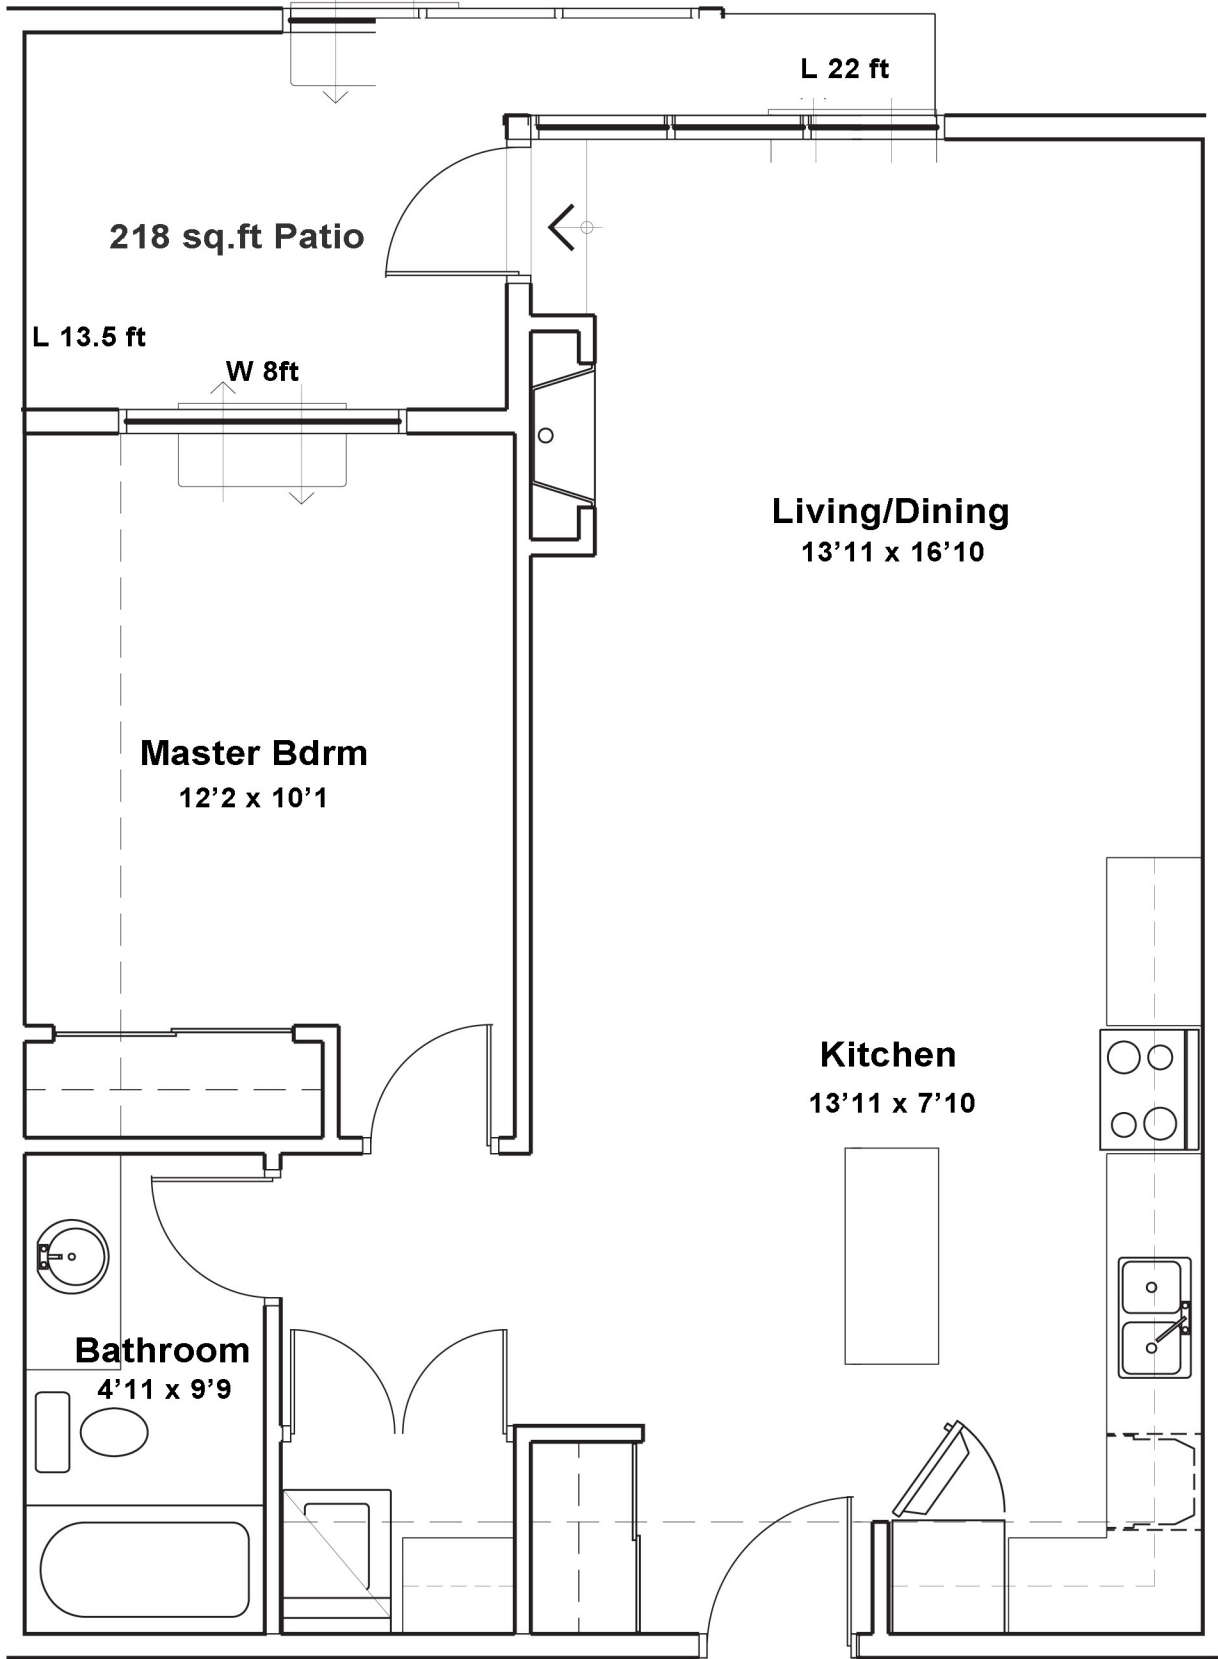 L 22 ft
218 sq.ft Patio
L 13.5 ft
W 8ft
Living/Dining
13’11 x 16’10
Master Bdrm
12’2 x 10’1
Kitchen
13’11 x 7’10
Bathroom
4’11 x 9’9